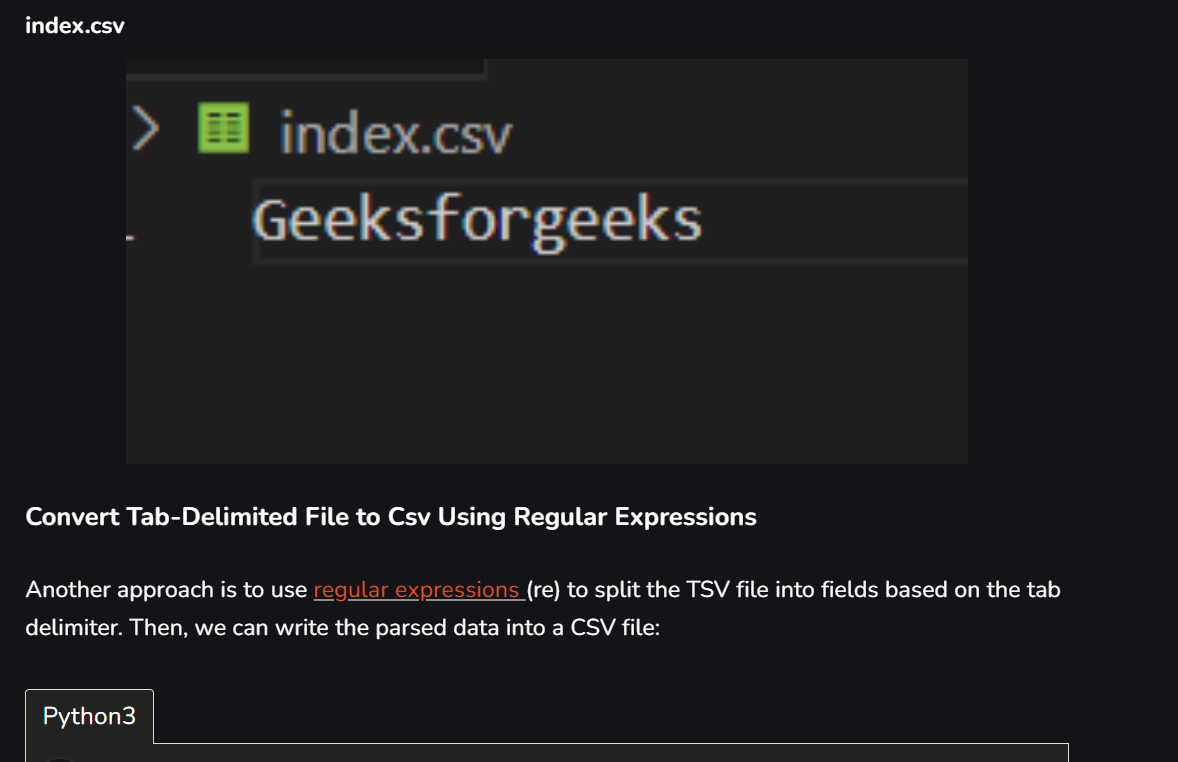 index.csv
index.csv
Geeksforgeeks
Convert Tab-Delimited File to Csv Using Regular Expressions
Another approach is to use regular expressions (re) to split the TSV file into fields based on the tab
delimiter. Then, we can write the parsed data into a CSV file:
Python3